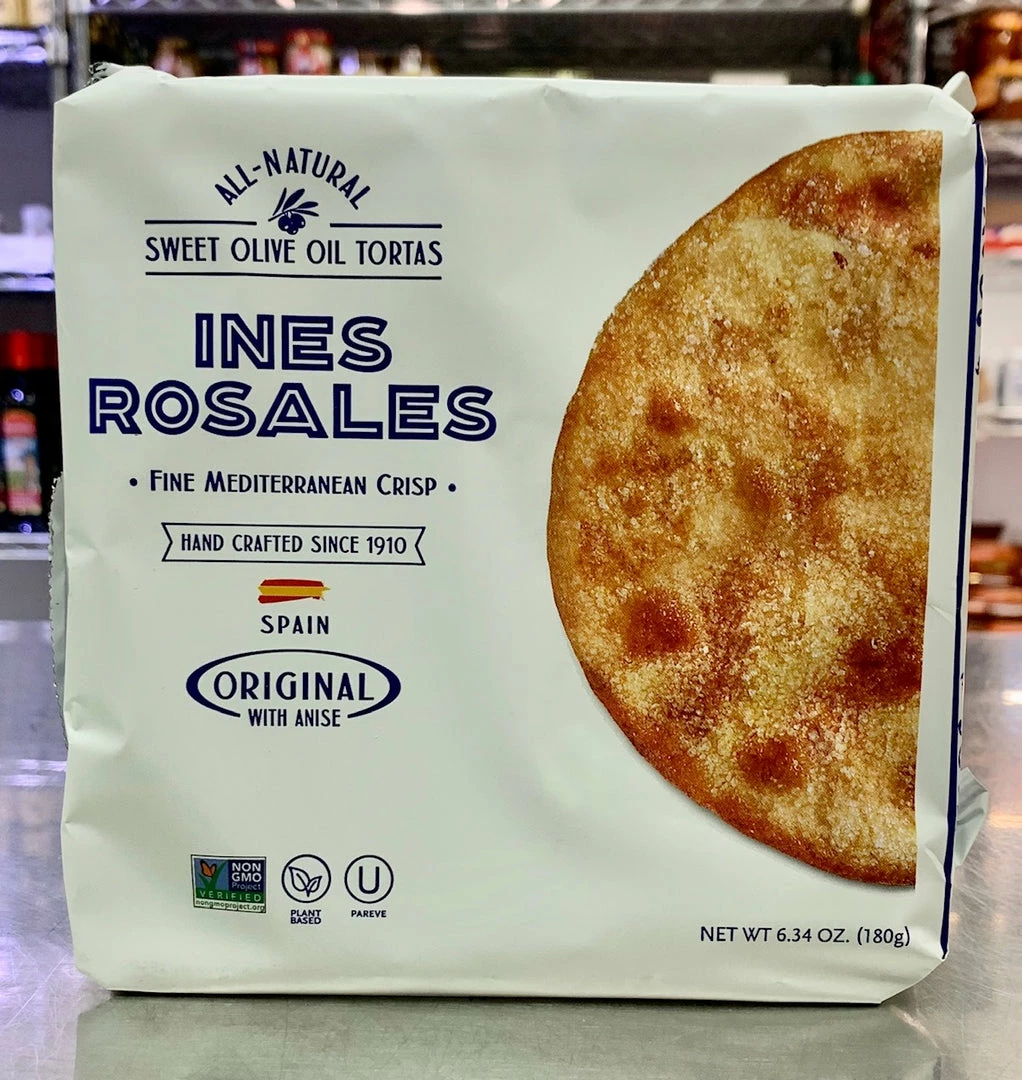 ALL-NATURAL
SWEET OLIVE OIL TORTAS
INES
ROSALES
• FINE MEDITERRANEAN CRISP •
HAND CRAFTED SINCE 1910
SPAIN
ORIGINAL
WITH ANISE
NON
GMO
Project
VERIFIED
nongmoproject.org
PLANT
BASED
U
PAREVE
NET WT 6.34 OZ. (180g)